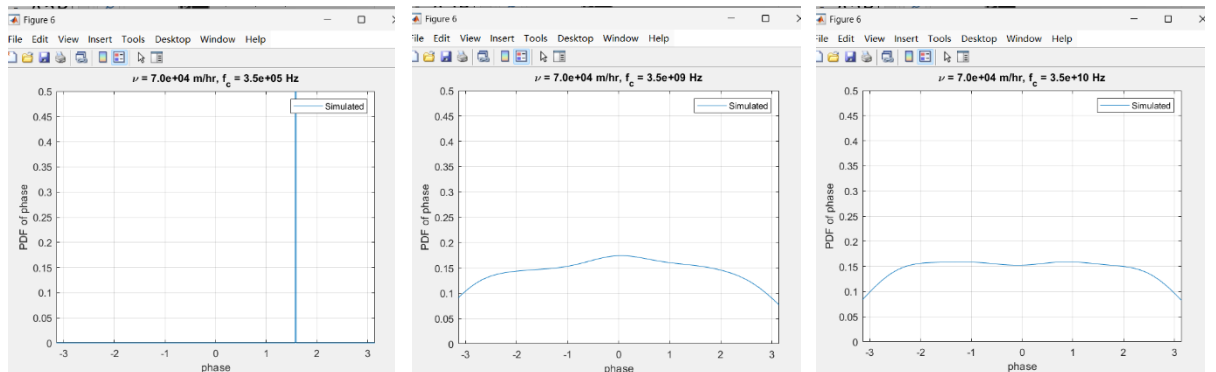 Figure 6
File Edit View Insert Tools Desktop Window Help
ν = 7.0e+04 m/hr, f_c = 3.5e+05 Hz
Simulated
0.5
0.45
0.4
0.35
0.3
0.25
0.2
0.15
0.1
0.05
0
PDF of phase
-3 -2 -1 0 1 2 3
phase
Figure 6
File Edit View Insert Tools Desktop Window Help
ν = 7.0e+04 m/hr, f_c = 3.5e+09 Hz
Simulated
0.5
0.45
0.4
0.35
0.3
0.25
0.2
0.15
0.1
0.05
0
PDF of phase
-3 -2 -1 0 1 2 3
phase
Figure 6
File Edit View Insert Tools Desktop Window Help
ν = 7.0e+04 m/hr, f_c = 3.5e+10 Hz
Simulated
0.5
0.45
0.4
0.35
0.3
0.25
0.2
0.15
0.1
0.05
0
PDF of phase
-3 -2 -1 0 1 2 3
phase